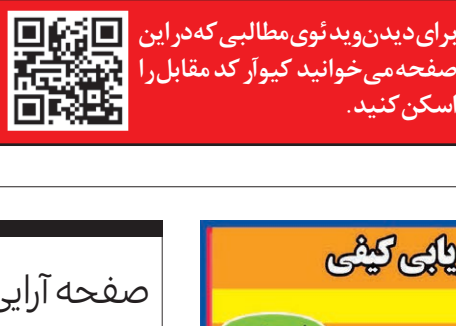 برای دیدن ویدئوی مطالبی که در این
صفحه می خوانید کیوآر کد مقابل را
اسکن کنید.
یابی کیفی
صفحه آرایی